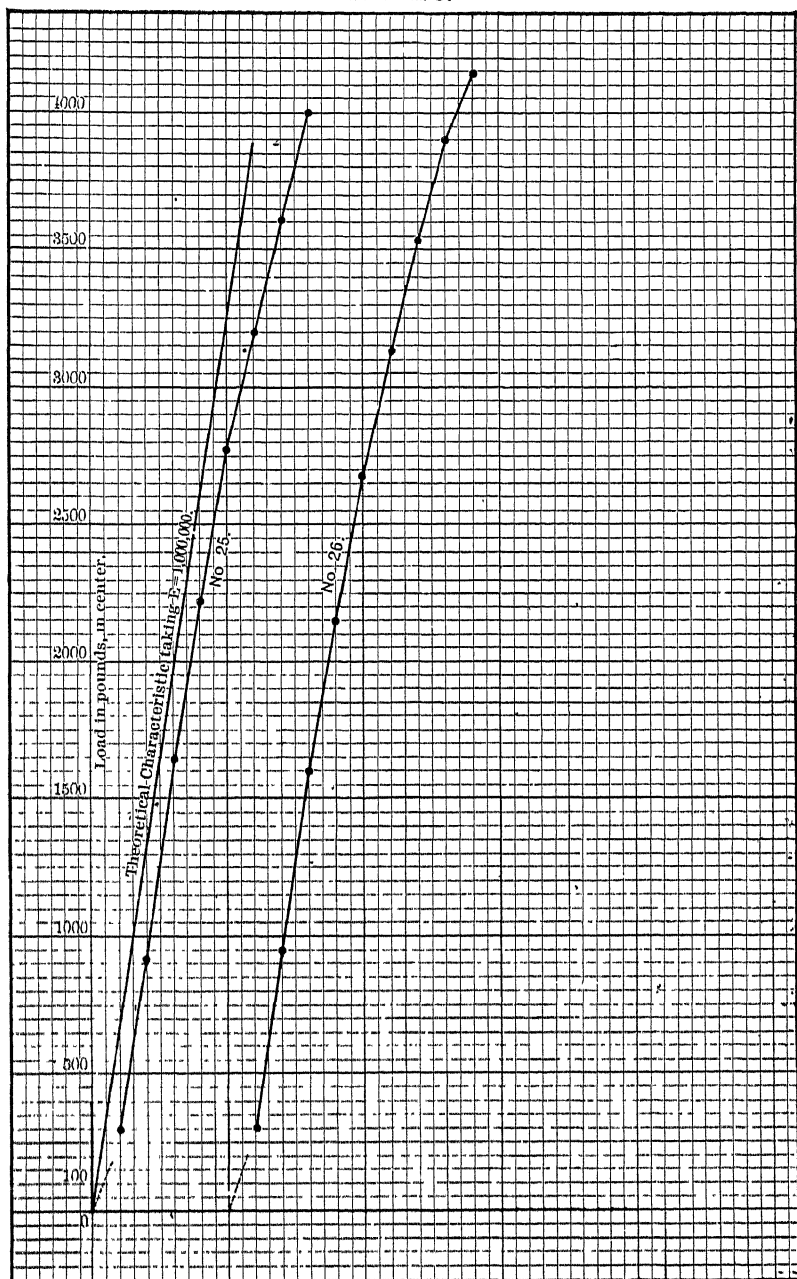 4000
3500
3000
2500
2000
1500
1000
500
100
0
Load in pounds, in center.
Theoretical Characteristic taking E=1,000,000.
No 25.
No 26.